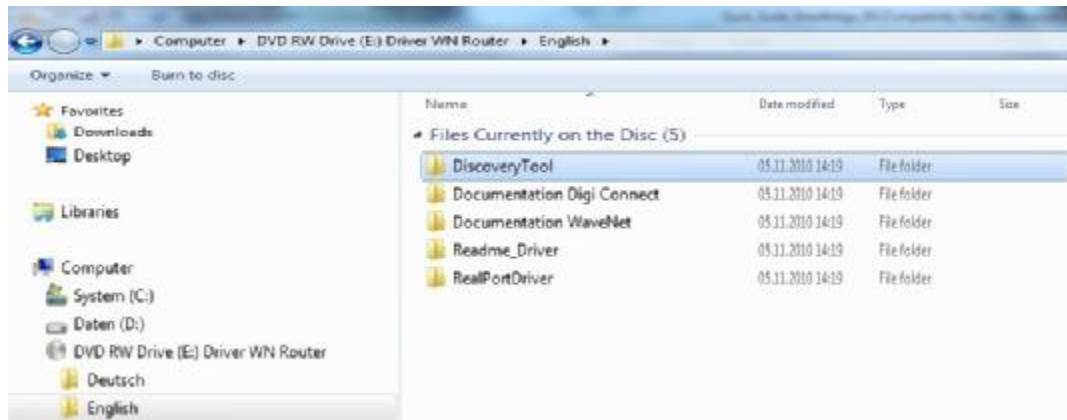 Computer ▸ DVD RW Drive (E:) Driver WN Router ▸ English ▸
Organize Burn to disc
Favorites
Downloads
Desktop
Libraries
Computer
System (C:)
Daten (D:)
DVD RW Drive (E:) Driver WN Router
Deutsch
English
Name Date modified Type Size
Files Currently on the Disc (5)
DiscoveryTool 05.11.2010 14:19 File folder
Documentation Digi Connect 05.11.2010 14:19 File folder
Documentation WaveNet 05.11.2010 14:19 File folder
Readme_Driver 05.11.2010 14:19 File folder
RealPortDriver 05.11.2010 14:19 File folder